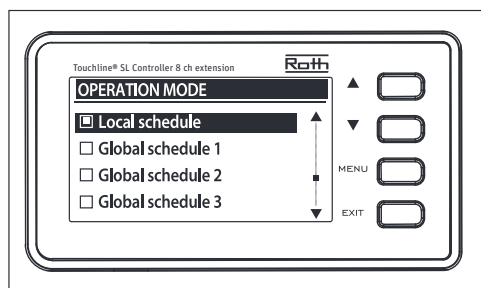 Touchline® SL Controller 8 ch extension
Roth
OPERATION MODE
Local schedule
Global schedule 1
Global schedule 2
Global schedule 3
MENU
EXIT